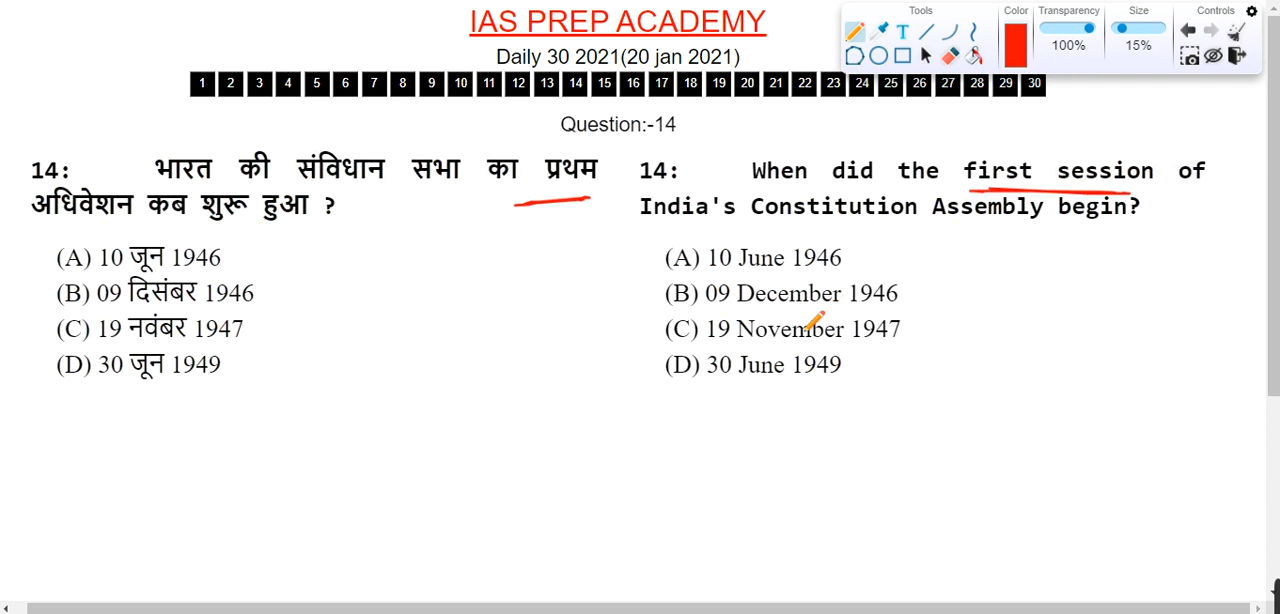 IAS PREP ACADEMY
Daily 30 2021(20 jan 2021)
Tools
Color
Transparency
Size
Controls
T
100%
15%
1 2 3 4 5 6 7 8 9 10 11 12 13 14 15 16 17 18 19 20 21 22 23 24 25 26 27 28 29 30
Question:-14
14: भारत की संविधान सभा का प्रथम
अधिवेशन कब शुरू हुआ ?
(A) 10 जून 1946
(B) 09 दिसंबर 1946
(C) 19 नवंबर 1947
(D) 30 जून 1949
14: When did the first session of
India's Constitution Assembly begin?
(A) 10 June 1946
(B) 09 December 1946
(C) 19 November 1947
(D) 30 June 1949